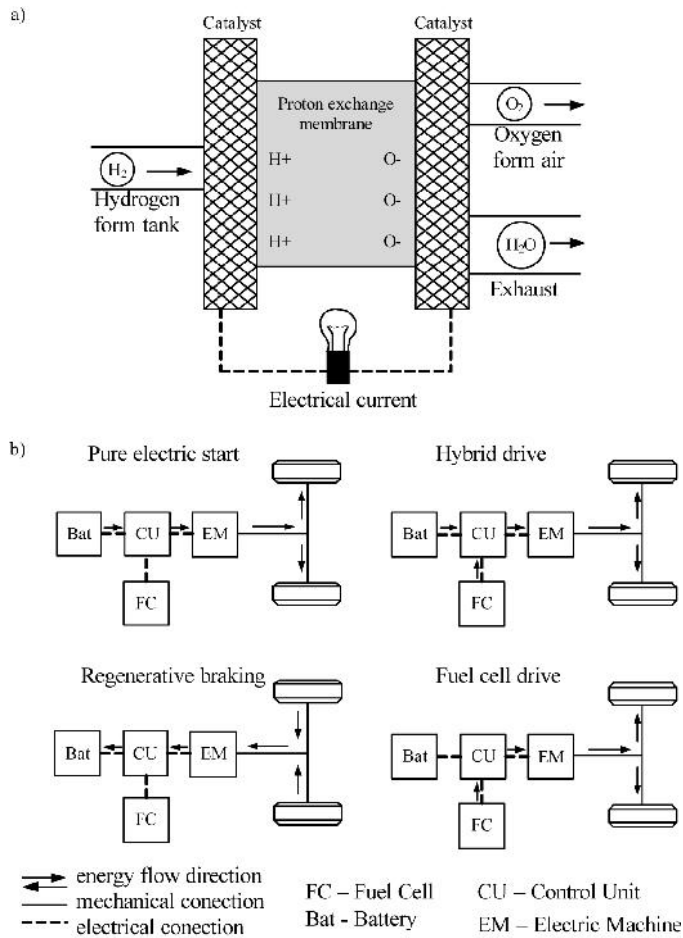 a)
Catalyst
Catalyst
Proton exchange
membrane
H₂
O₂
Oxygen
form air
H+
O-
Hydrogen
form tank
H+
O-
H+
O-
H₂O
Exhaust
Electrical current
b)
Pure electric start
Bat
CU
EM
FC
Hybrid drive
Bat
CU
EM
FC
Regenerative braking
Bat
CU
EM
FC
Fuel cell drive
Bat
CU
EM
FC
energy flow direction
mechanical conection
electrical conection
FC – Fuel Cell
Bat - Battery
CU – Control Unit
EM – Electric Machine